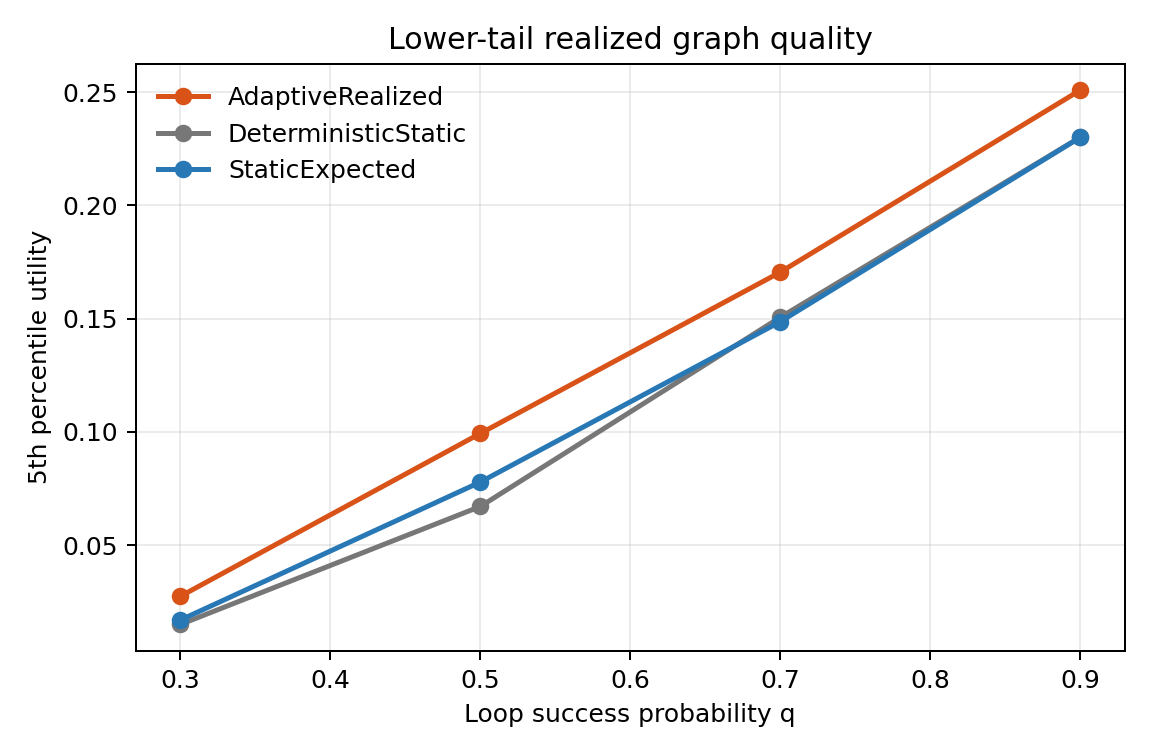 Lower-tail realized graph quality
AdaptiveRealized
DeterministicStatic
StaticExpected
5th percentile utility
0.25
0.20
0.15
0.10
0.05
0.3 0.4 0.5 0.6 0.7 0.8 0.9
Loop success probability q